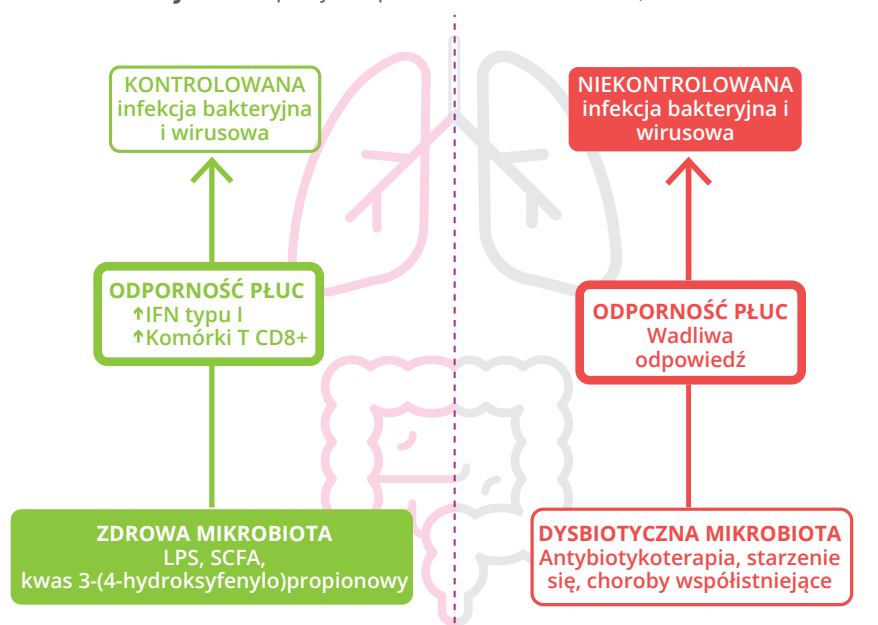 KONTROLOWANA
infekcja bakteryjna
i wirusowa
ODPORNOŚĆ PŁUC
↑IFN typu I
↑Komórki T CD8+
ZDROWA MIKROBIOTA
LPS, SCFA,
kwas 3-(4-hydroksyfenylo)propionowy
NIEKONTROLOWANA
infekcja bakteryjna i
wirusowa
ODPORNOŚĆ PŁUC
Wadliwa
odpowiedź
DYSBIOTYCZNA MIKROBIOTA
Antybiotykoterapia, starzenie
się, choroby współistniejące